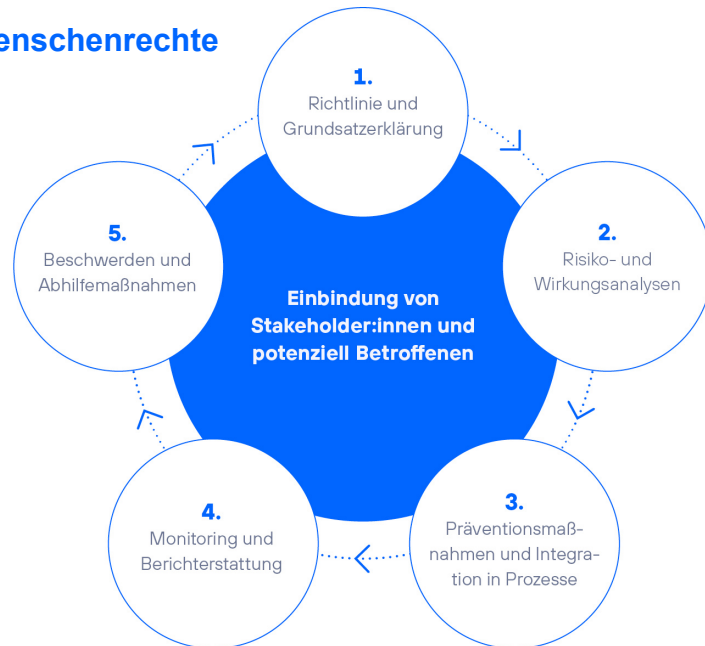 enschenrechte
1.
Richtlinie und
Grundsatzerklärung
2.
Risiko- und
Wirkungsanalysen
3.
Präventionsmaß-
nahmen und Integra-
tion in Prozesse
4.
Monitoring und
Berichterstattung
5.
Beschwerden und
Abhilfemaßnahmen
Einbindung von
Stakeholder:innen und
potenziell Betroffenen